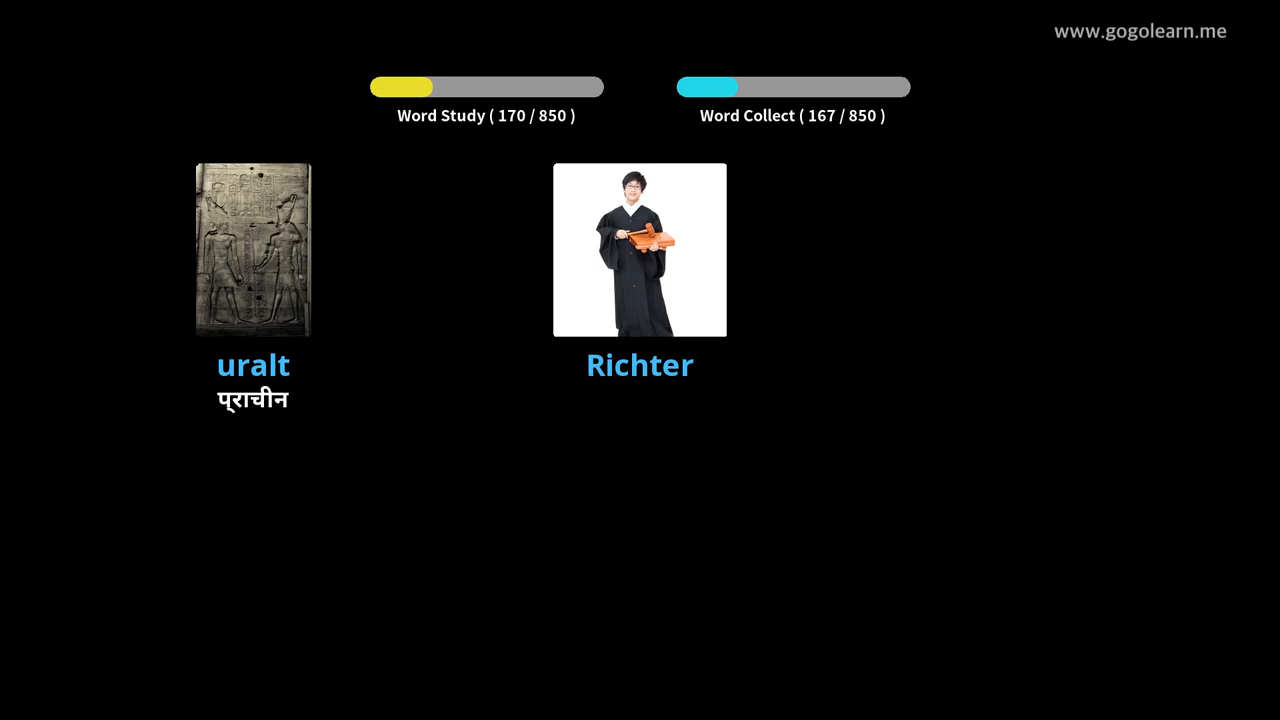 www.gogolearn.me
Word Study ( 170 / 850 )
Word Collect ( 167 / 850 )
uralt
प्राचीन
Richter